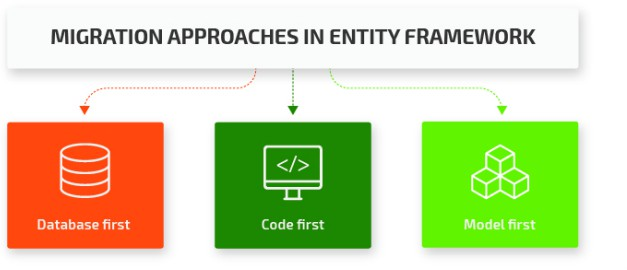 MIGRATION APPROACHES IN ENTITY FRAMEWORK
</>
Database first
Code first
Model first